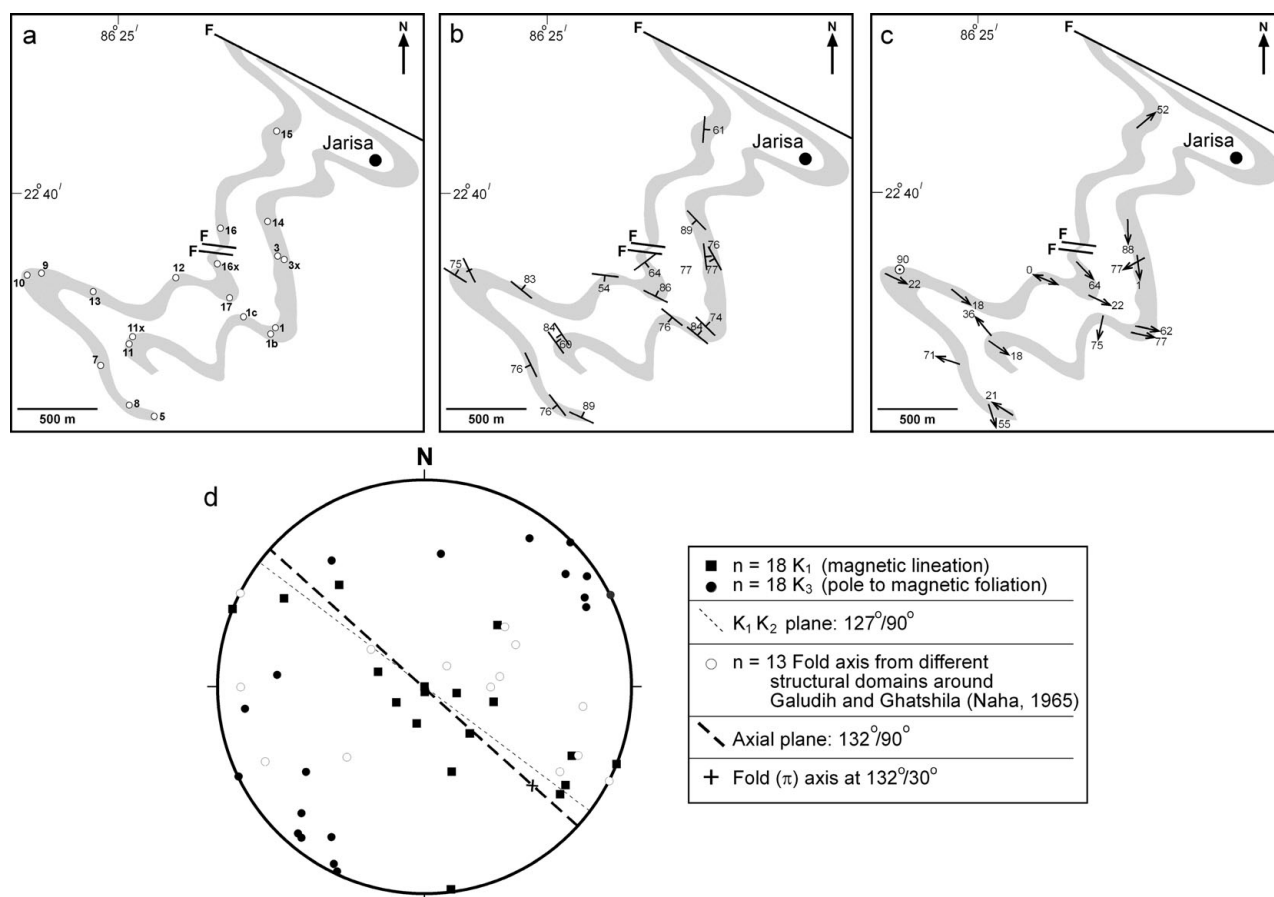 a
86° 25′
F
N
15
Jarisa
22° 40′
14
16
F
F
3
3x
16x
9
10
12
13
17
1c
1
1b
11x
11
7
8
5
500 m
b
86° 25′
F
N
61
Jarisa
22° 40′
89
F
F
76
77
77
64
75
83
54
86
76
74
84
84
60
76
76
89
500 m
c
86° 25′
F
N
52
Jarisa
22° 40′
88
F
F
77
1
90
22
0
64
18
22
36
62
77
75
18
71
21
55
500 m
d
N
n = 18 K₁ (magnetic lineation)
n = 18 K₃ (pole to magnetic foliation)
K₁ K₂ plane: 127°/90°
n = 13 Fold axis from different
structural domains around
Galudih and Ghatshila (Naha, 1965)
Axial plane: 132°/90°
Fold (π) axis at 132°/30°